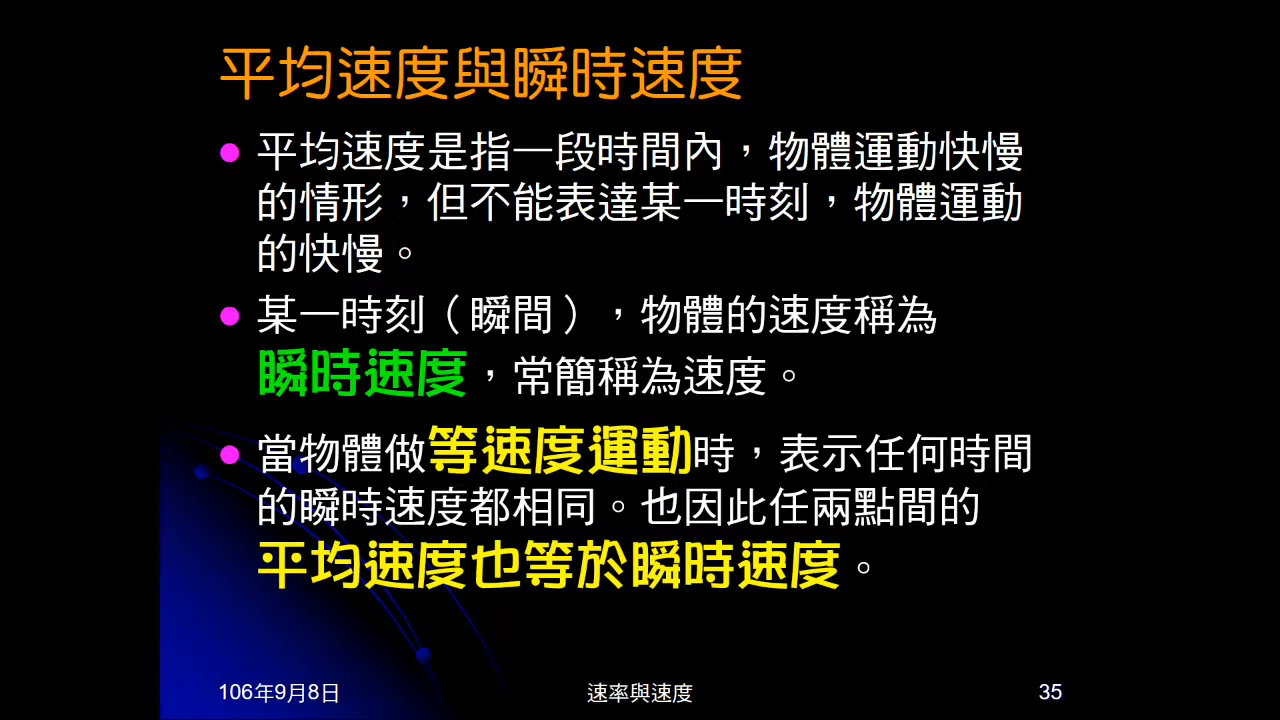 平均速度與瞬時速度
平均速度是指一段時間內，物體運動快慢
的情形，但不能表達某一時刻，物體運動
的快慢。
某一時刻（瞬間），物體的速度稱為
瞬時速度，常簡稱為速度。
當物體做等速度運動時，表示任何時間
的瞬時速度都相同。也因此任兩點間的
平均速度也等於瞬時速度。
106年9月8日
速率與速度
35